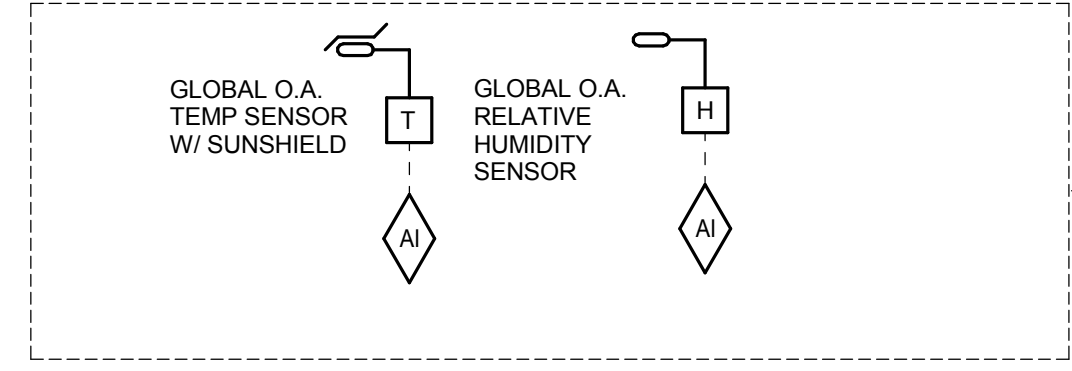 GLOBAL O.A.
TEMP SENSOR
W/ SUNSHIELD
T
AI
GLOBAL O.A.
RELATIVE
HUMIDITY
SENSOR
H
AI